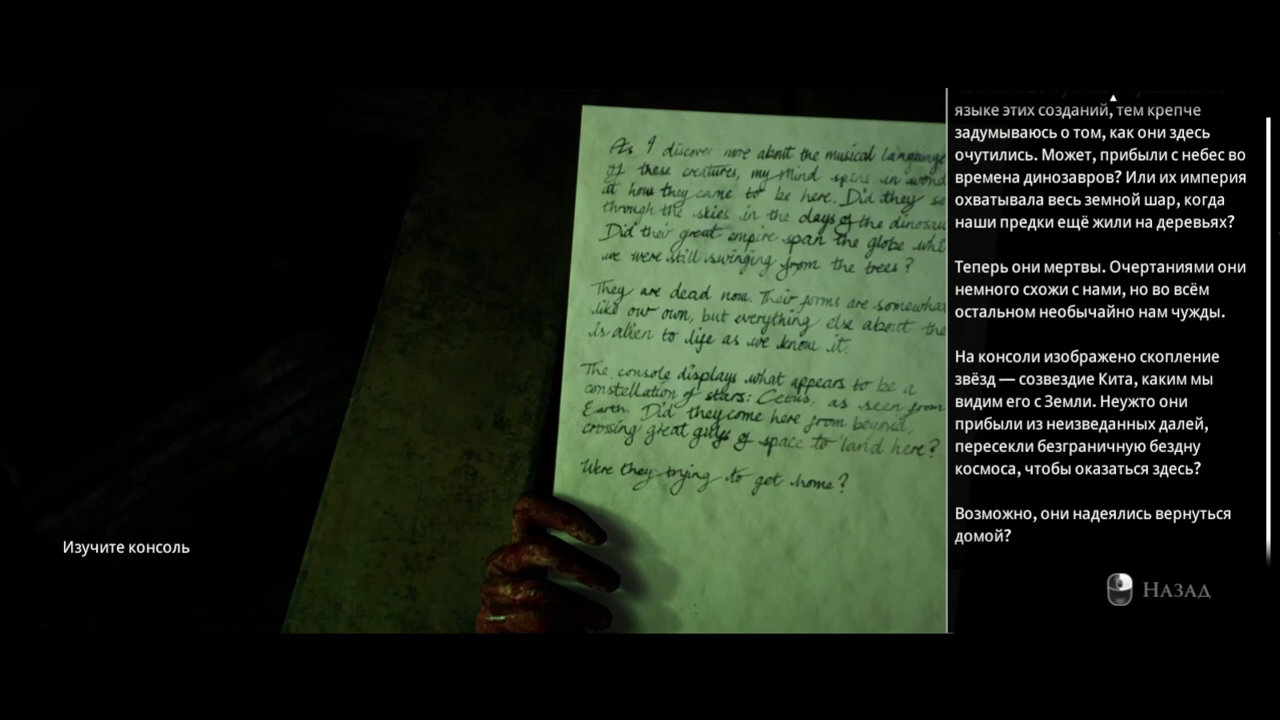 As I discover more about the musical language
of these creatures, my mind spins in
at how they came to be here. Did they
through the skies in the days of the
Did their great empire span the globe
we were still swinging from the trees?
They are dead now. Their forms are
like our own, but everything else about
is alien to life as we know it.
The console displays what appears to be a
constellation of stars: Cetus, as seen from
Earth. Did they come here from beyond,
crossing great gulfs of space to land here?
Were they trying to get home?
языке этих созданий, тем крепче
задумываюсь о том, как они здесь
очутились. Может, прибыли с небес во
времена динозавров? Или их империя
охватывала весь земной шар, когда
наши предки ещё жили на деревьях?
Теперь они мертвы. Очертаниями они
немного схожи с нами, но во всём
остальном необычайно нам чужды.
На консоли изображено скопление
звёзд — созвездие Кита, каким мы
видим его с Земли. Неужто они
прибыли из неизведанных далей,
пересекли безграничную бездну
космоса, чтобы оказаться здесь?
Возможно, они надеялись вернуться
домой?
Изучите консоль
Назад